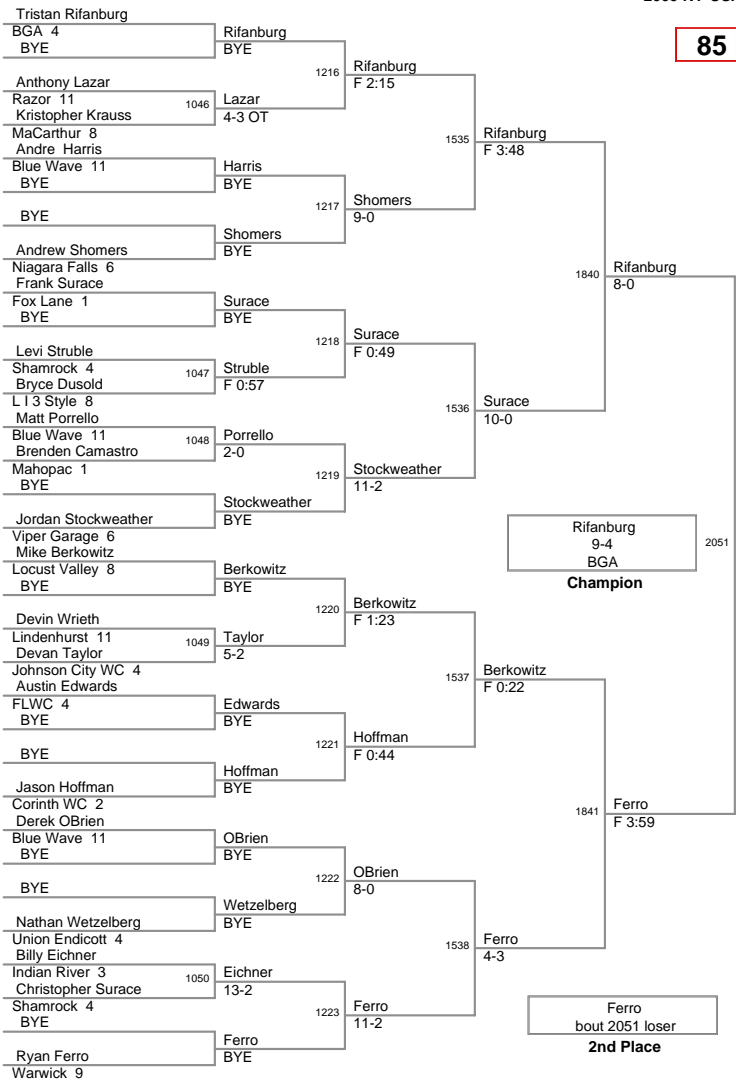 85
Tristan Rifanburg
BGA 4
BYE
Anthony Lazar
Razor 11
Kristopher Krauss
MaCarthur 8
Andre Harris
Blue Wave 11
BYE
BYE
Andrew Shomers
Niagara Falls 6
Frank Surace
Fox Lane 1
BYE
Levi Struble
Shamrock 4
Bryce Dusold
L I 3 Style 8
Matt Porrello
Blue Wave 11
Brenden Camastro
Mahopac 1
BYE
Jordan Stockweather
Viper Garage 6
Mike Berkowitz
Locust Valley 8
BYE
Devin Wrieth
Lindenhurst 11
Devan Taylor
Johnson City WC 4
Austin Edwards
FLWC 4
BYE
BYE
Jason Hoffman
Corinth WC 2
Derek OBrien
Blue Wave 11
BYE
BYE
Nathan Wetzelberg
Union Endicott 4
Billy Eichner
Indian River 3
Christopher Surace
Shamrock 4
BYE
Ryan Ferro
Warwick 9
1046
1047
1048
1049
1050
Rifanburg
BYE
Lazar
4-3 OT
Harris
BYE
Shomers
BYE
Surace
BYE
Struble
F 0:57
Porrello
2-0
Stockweather
BYE
Berkowitz
BYE
Taylor
5-2
Edwards
BYE
Hoffman
BYE
OBrien
BYE
Wetzelberg
BYE
Eichner
13-2
Ferro
BYE
1216
1217
1218
1219
1220
1221
1222
1223
Rifanburg
F 2:15
Shomers
9-0
Surace
F 0:49
Stockweather
11-2
Berkowitz
F 1:23
Hoffman
F 0:44
OBrien
8-0
Ferro
11-2
1535
1536
1537
1538
Rifanburg
F 3:48
Surace
10-0
Berkowitz
F 0:22
Ferro
4-3
1840
1841
Rifanburg
8-0
Ferro
F 3:59
2051
Rifanburg
9-4
BGA
Champion
Ferro
bout 2051 loser
2nd Place